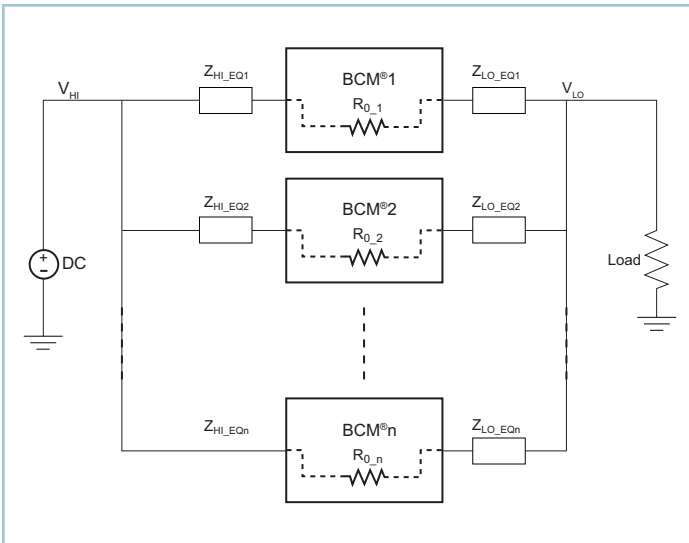 Z_HI_EQ1 BCM®1 Z_LO_EQ1
V_HI R_0_1 V_LO
Z_HI_EQ2 BCM®2 Z_LO_EQ2
R_0_2
+
− DC Load
Z_HI_EQn BCM®n Z_LO_EQn
R_0_n